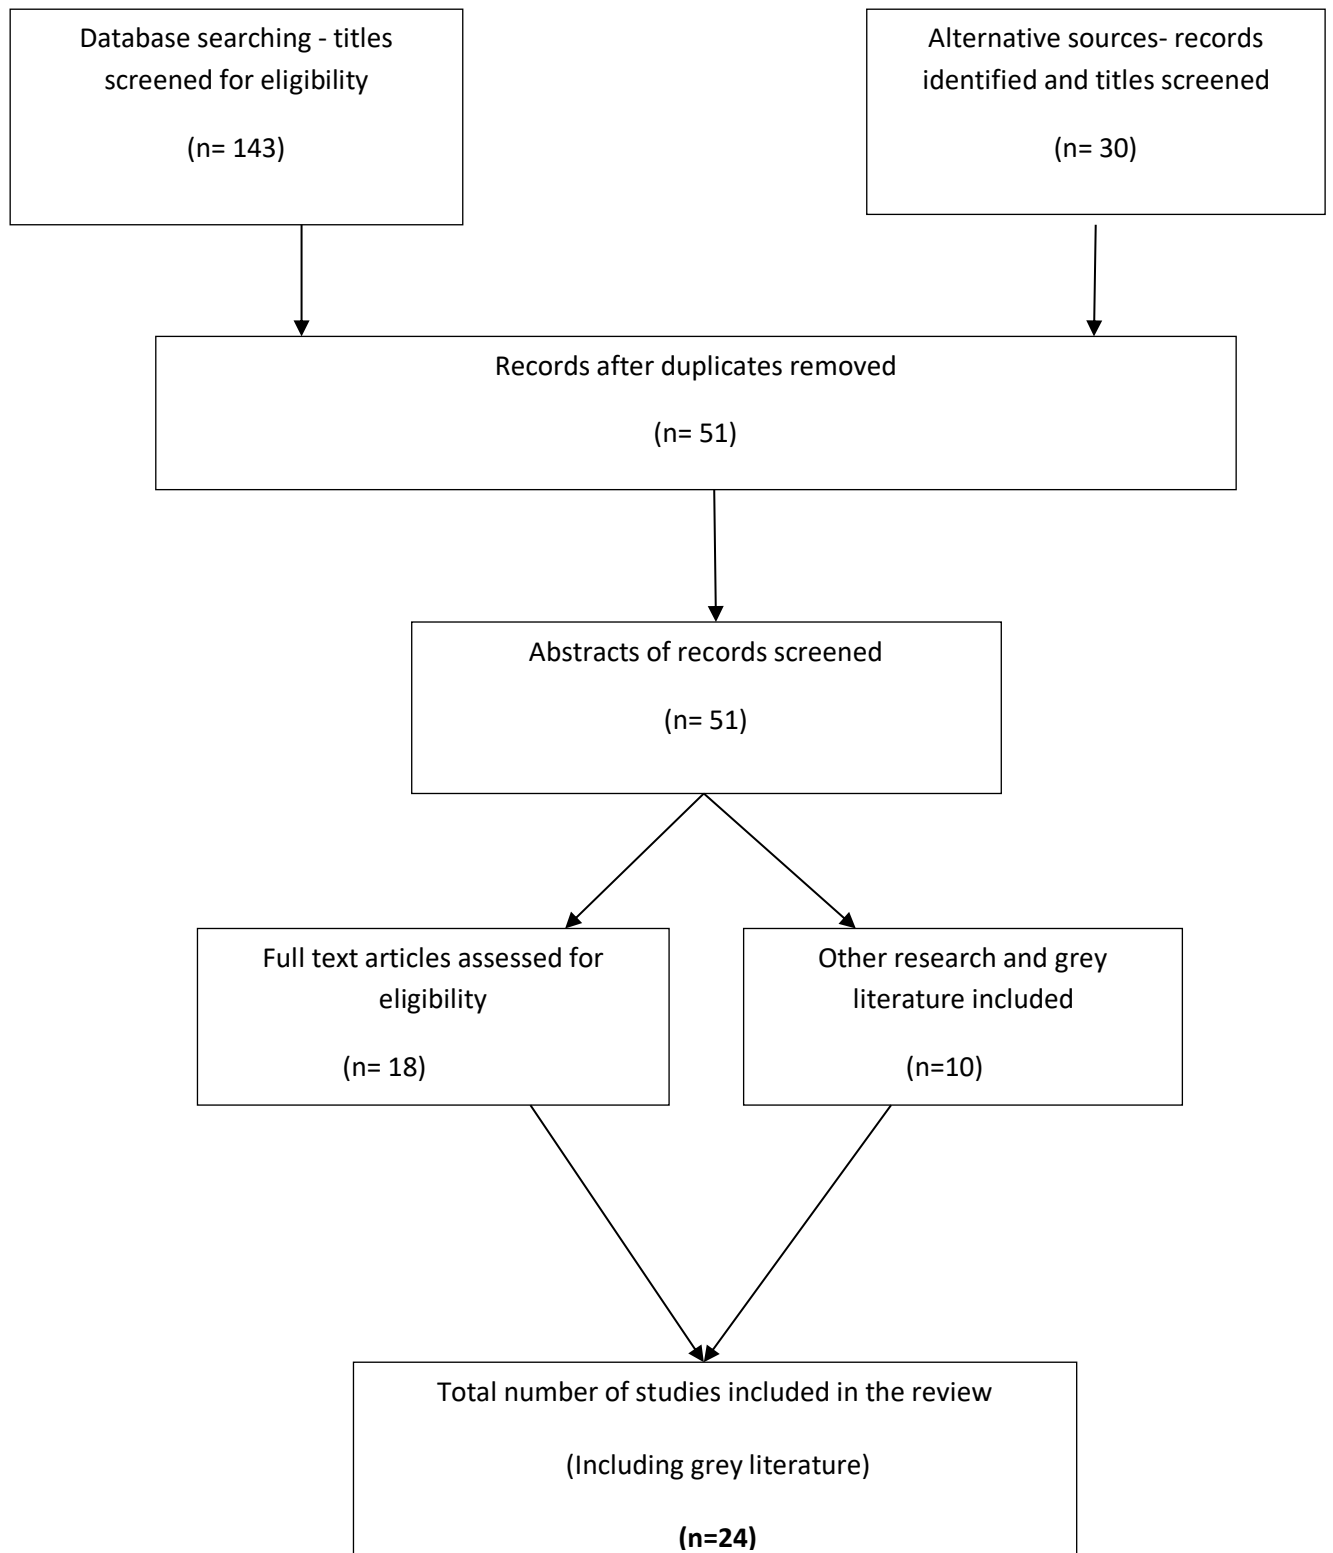 Database searching - titles
screened for eligibility
(n= 143)
Alternative sources- records
identified and titles screened
(n= 30)
Records after duplicates removed
(n= 51)
Abstracts of records screened
(n= 51)
Full text articles assessed for
eligibility
(n= 18)
Other research and grey
literature included
(n=10)
Total number of studies included in the review
(Including grey literature)
(n=24)